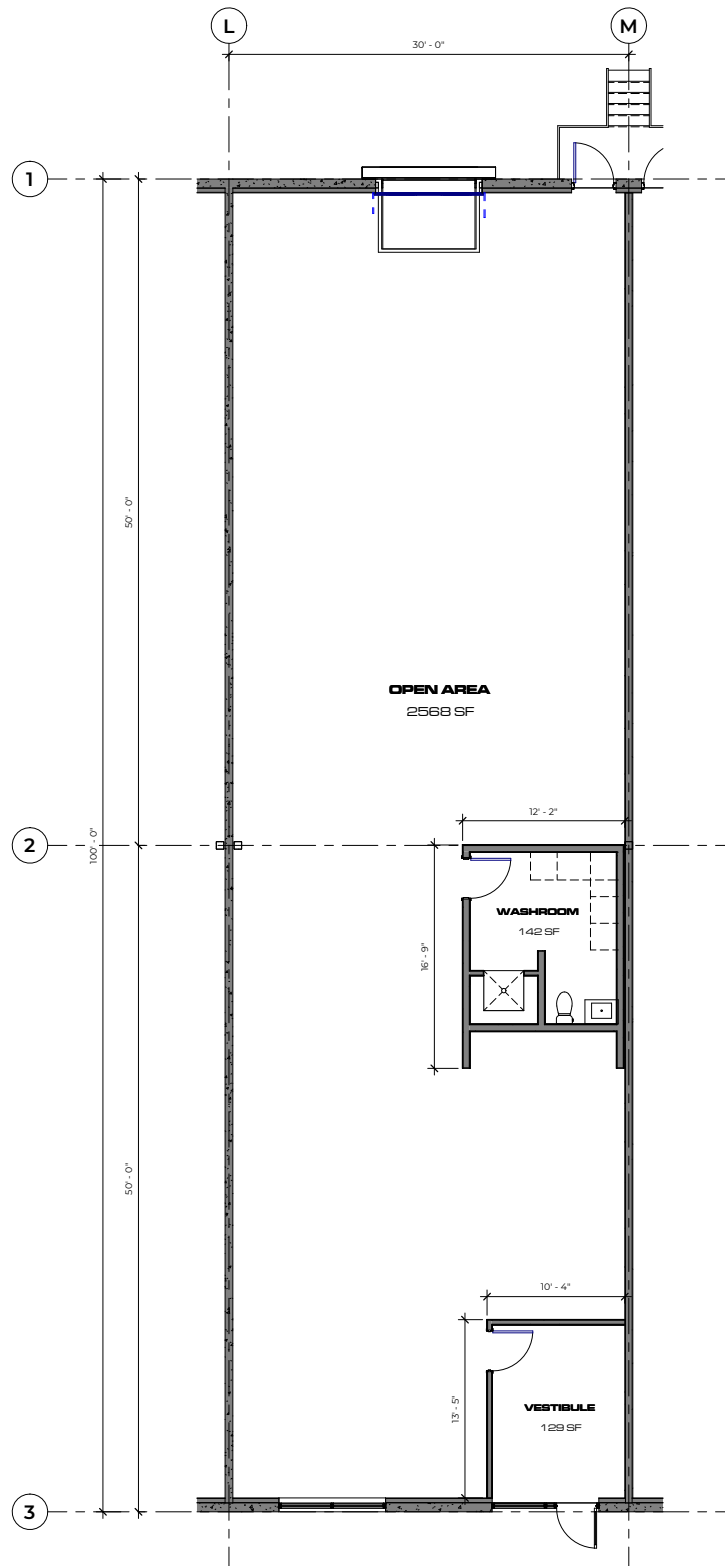 L
M
30' - 0"
1
50' - 0"
OPEN AREA
2568 SF
12' - 2"
2
100' - 0"
WASHROOM
142 SF
16' - 9"
50' - 0"
10' - 4"
13' - 5"
VESTIBULE
129 SF
3